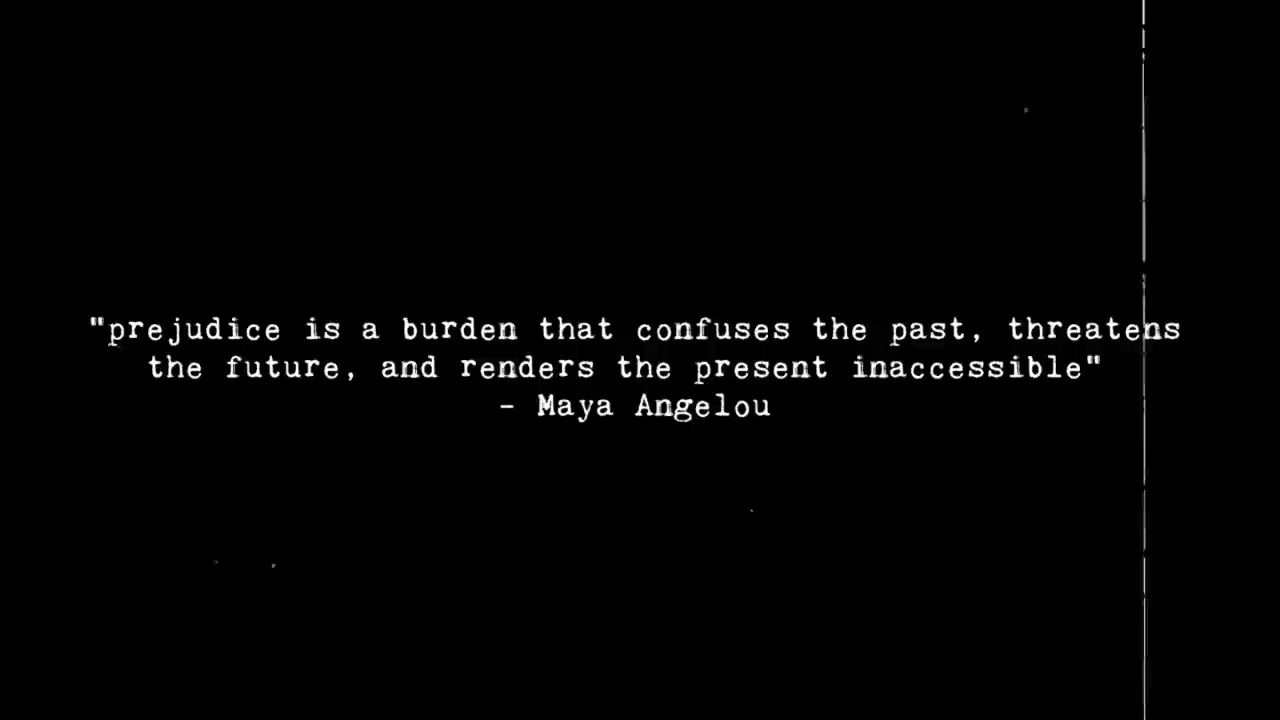 "prejudice is a burden that confuses the past, threatens
the future, and renders the present inaccessible"
- Maya Angelou